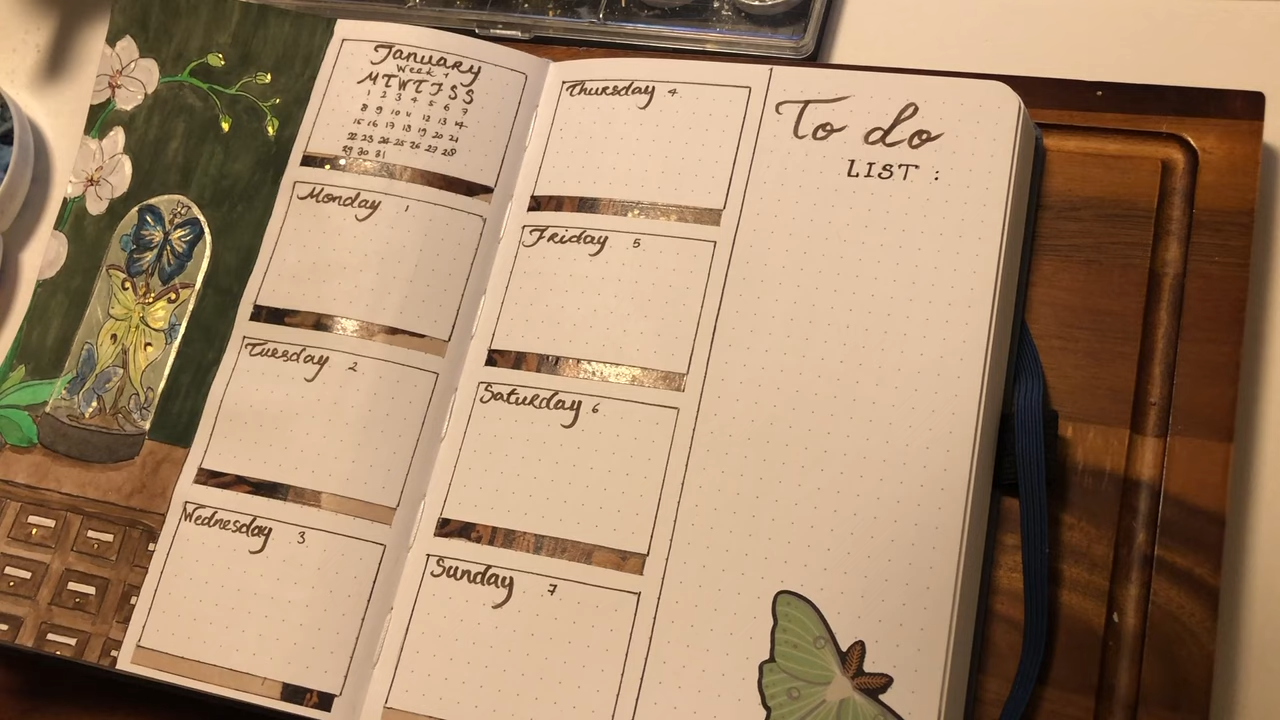 January
Week 1
M T W T F S S
1 2 3 4 5 6 7
8 9 10 11 12 13 14
15 16 17 18 19 20 21
22 23 24 25 26 27 28
29 30 31
Monday 1
Tuesday 2
Wednesday 3
Thursday 4
Friday 5
Saturday 6
Sunday 7
To do
LIST :